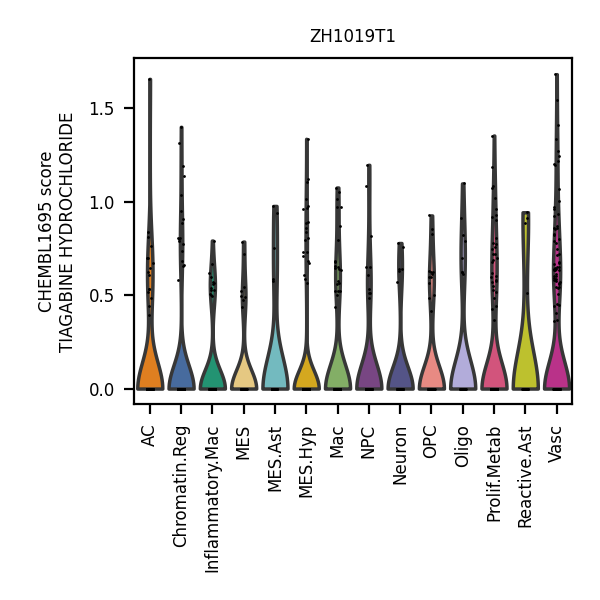 ZH1019T1
CHEMBL1695 score
TIAGABINE HYDROCHLORIDE
1.5
1.0
0.5
0.0
AC
Chromatin.Reg
Inflammatory.Mac
MES
MES.Ast
MES.Hyp
Mac
NPC
Neuron
OPC
Oligo
Prolif.Metab
Reactive.Ast
Vasc